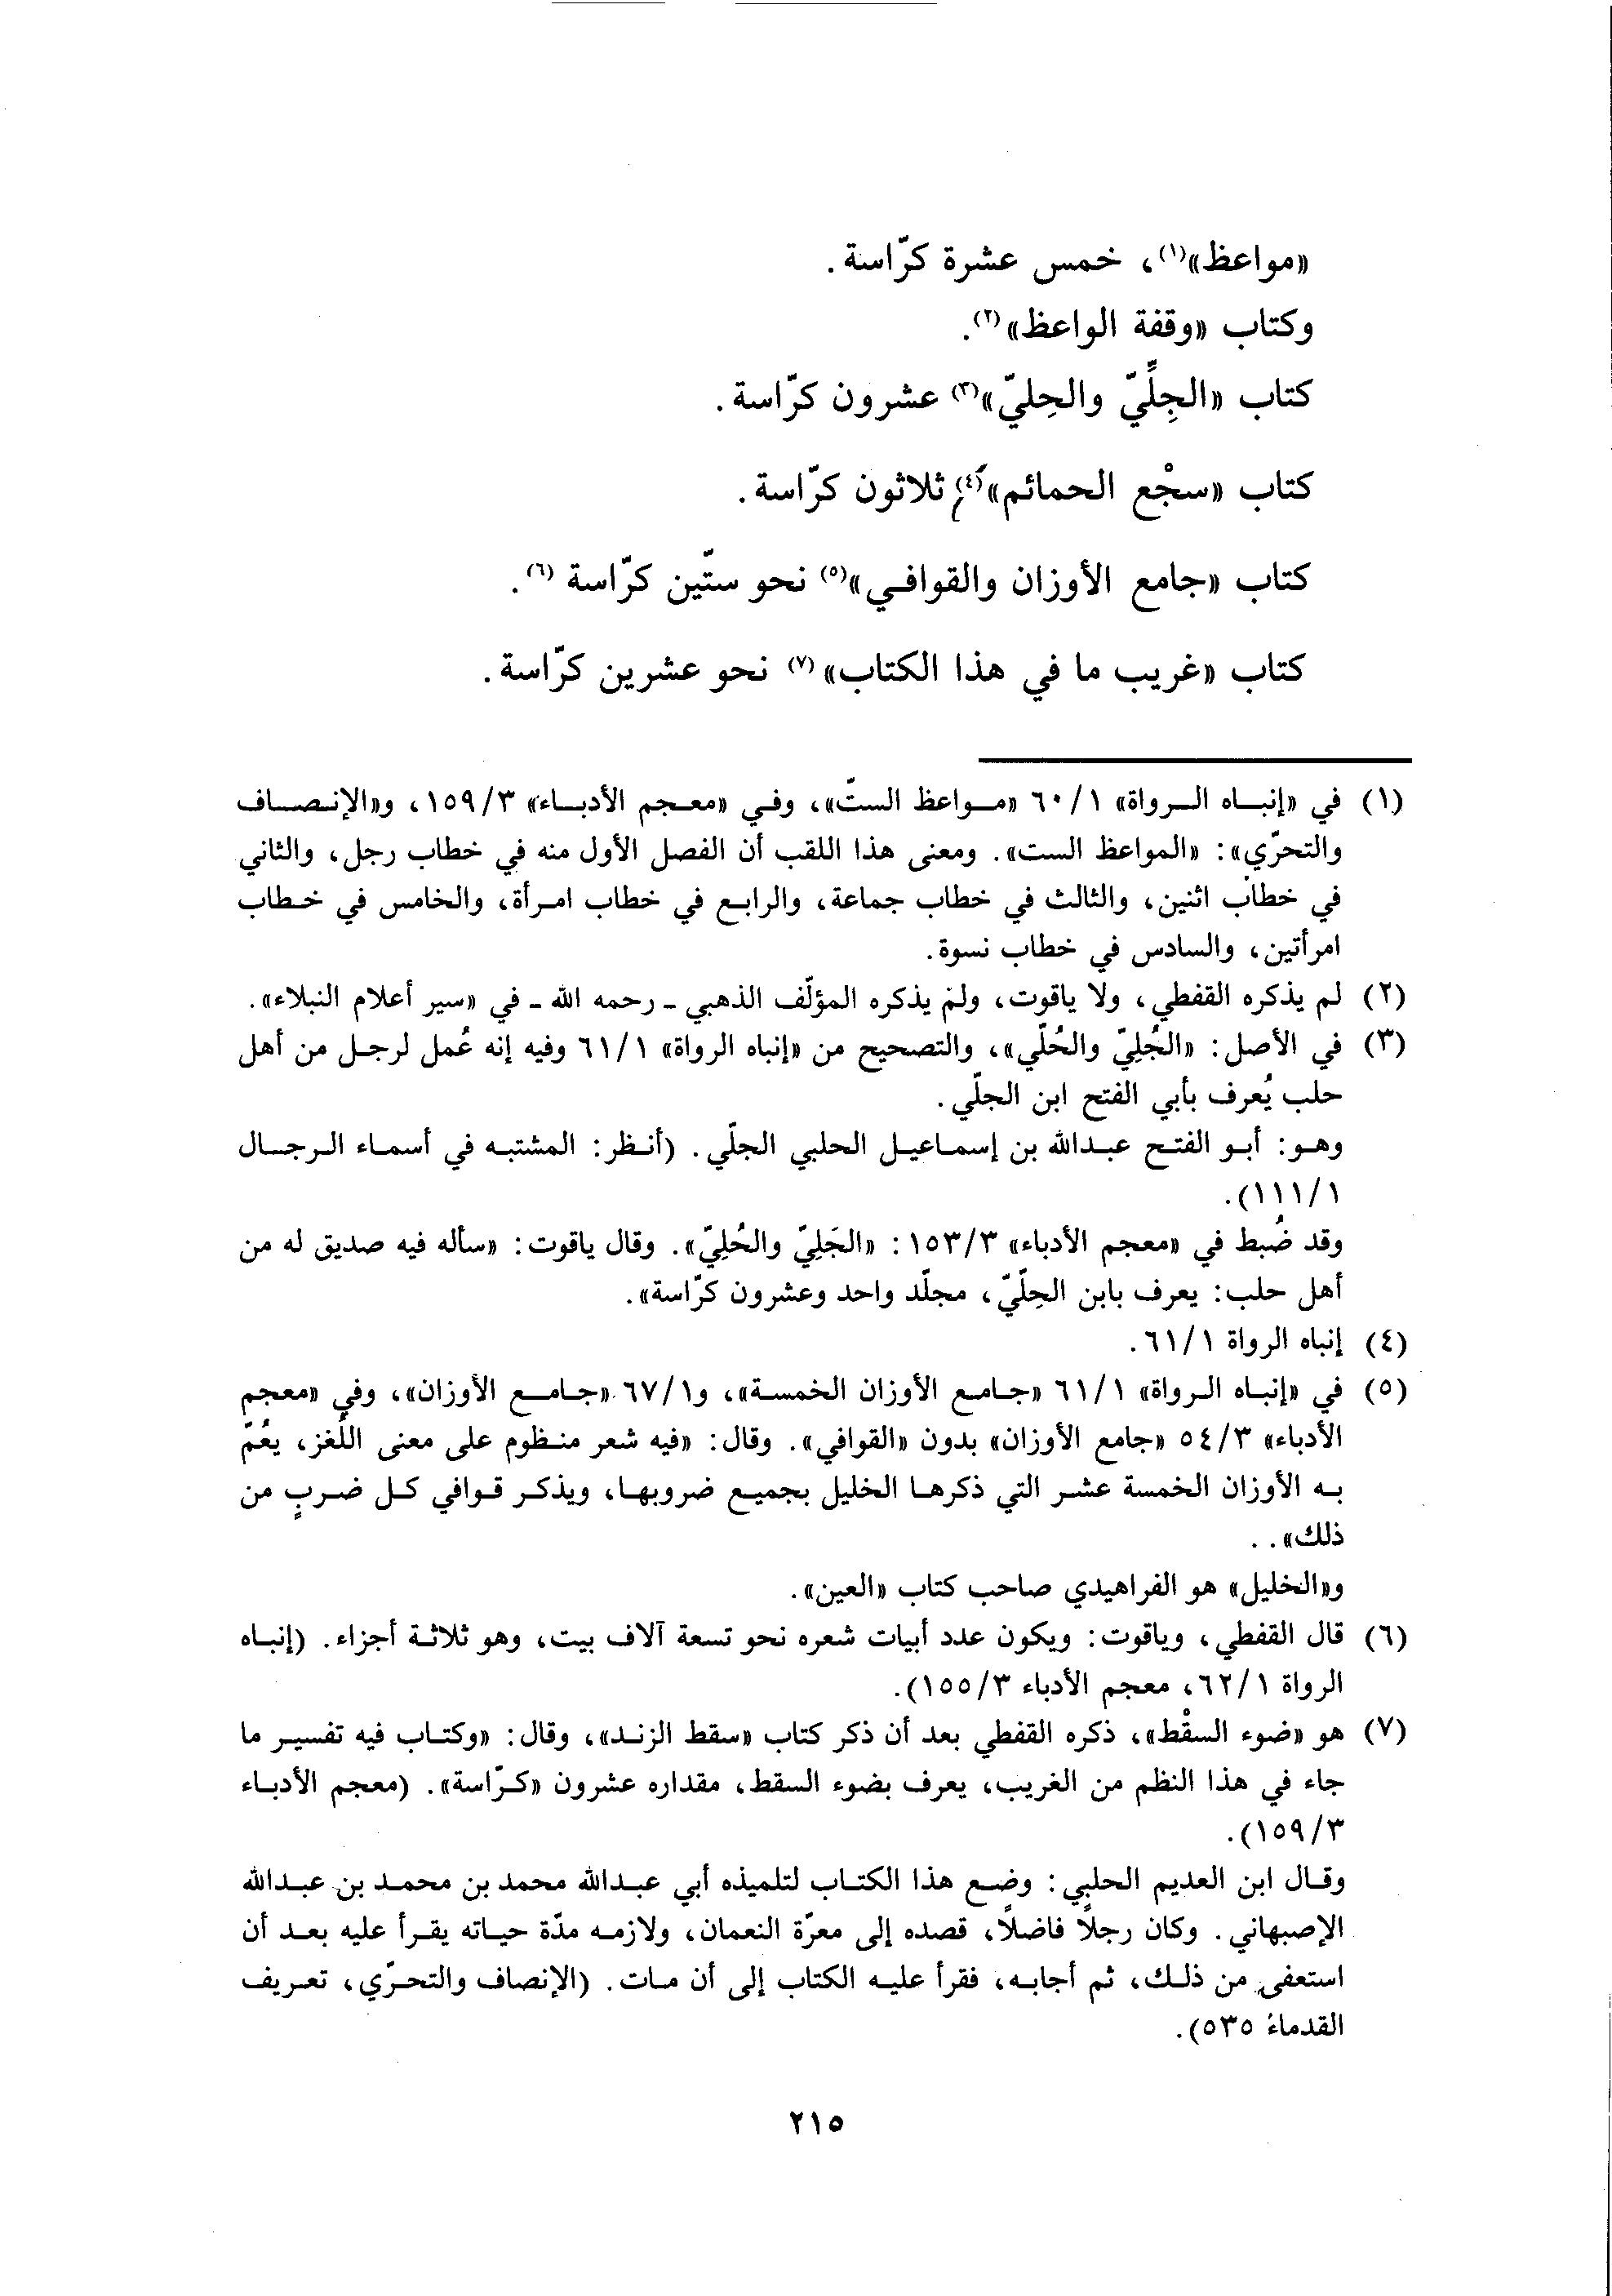 «مواعظ»(١)، خمس عشرة كرّاسة.
وكتاب «وقفة الواعظ»(٢).
كتاب «الجِلِّيّ والحِليّ»(٣) عشرون كرّاسة.
كتاب «سجْع الحمائم»(٤) ثلاثون كرّاسة.
كتاب «جامع الأوزان والقوافي»(٥) نحو ستّين كرّاسة (٦).
كتاب «غريب ما في هذا الكتاب»(٧) نحو عشرين كرّاسة.
(١) في «إنباه الرواة» ٦٠/١ «مواعظ الستّ»، وفي «معجم الأدباء» ١٥٩/٣، و«الإنصاف
والتحرّي»: «المواعظ الست». ومعنى هذا اللقب أن الفصل الأول منه في خطاب رجل، والثاني
في خطاب اثنين، والثالث في خطاب جماعة، والرابع في خطاب امرأة، والخامس في خطاب
امرأتين، والسادس في خطاب نسوة.
(٢) لم يذكره القفطي، ولا ياقوت، ولم يذكره المؤلّف الذهبي - رحمه الله - في «سير أعلام النبلاء».
(٣) في الأصل: «الجُلِيّ والحُلّي»، والتصحيح من «إنباه الرواة» ٦١/١ وفيه إنه عُمل لرجل من أهل
حلب يُعرف بأبي الفتح ابن الجلّي.
وهو: أبو الفتح عبدالله بن إسماعيل الحلبي الجلّي. (أنظر: المشتبه في أسماء الرجال
١١١/١).
وقد ضُبط في «معجم الأدباء» ١٥٣/٣: «الجَلِيّ والحُلِيّ». وقال ياقوت: «سأله فيه صديق له من
أهل حلب: يعرف بابن الحِلّيّ، مجلّد واحد وعشرون كرّاسة».
(٤) إنباه الرواة ٦١/١.
(٥) في «إنباه الرواة» ٦١/١ «جامع الأوزان الخمسة»، و٦٧/١ «جامع الأوزان»، وفي «معجم
الأدباء» ٥٤/٣ «جامع الأوزان» بدون «القوافي». وقال: «فيه شعر منظوم على معنى اللُغز، يعُمّ
به الأوزان الخمسة عشر التي ذكرها الخليل بجميع ضروبها، ويذكر قوافي كل ضربٍ من
ذلك»..
و«الخليل» هو الفراهيدي صاحب كتاب «العين».
(٦) قال القفطي، وياقوت: ويكون عدد أبيات شعره نحو تسعة آلاف بيت، وهو ثلاثة أجزاء. (إنباه
الرواة ٦٢/١، معجم الأدباء ١٥٥/٣).
(٧) هو «ضوء السقْط»، ذكره القفطي بعد أن ذكر كتاب «سقط الزند»، وقال: «وكتاب فيه تفسير ما
جاء في هذا النظم من الغريب، يعرف بضوء السقط، مقداره عشرون «كرّاسة». (معجم الأدباء
١٥٩/٣).
وقال ابن العديم الحلبي: وضع هذا الكتاب لتلميذه أبي عبدالله محمد بن محمد بن عبدالله
الإصبهاني. وكان رجلًا فاضلًا، قصده إلى معرّة النعمان، ولازمه مدّة حياته يقرأ عليه بعد أن
استعفى من ذلك، ثم أجابه، فقرأ عليه الكتاب إلى أن مات. (الإنصاف والتحرّي، تعريف
القدماء ٥٣٥).
٢١٥